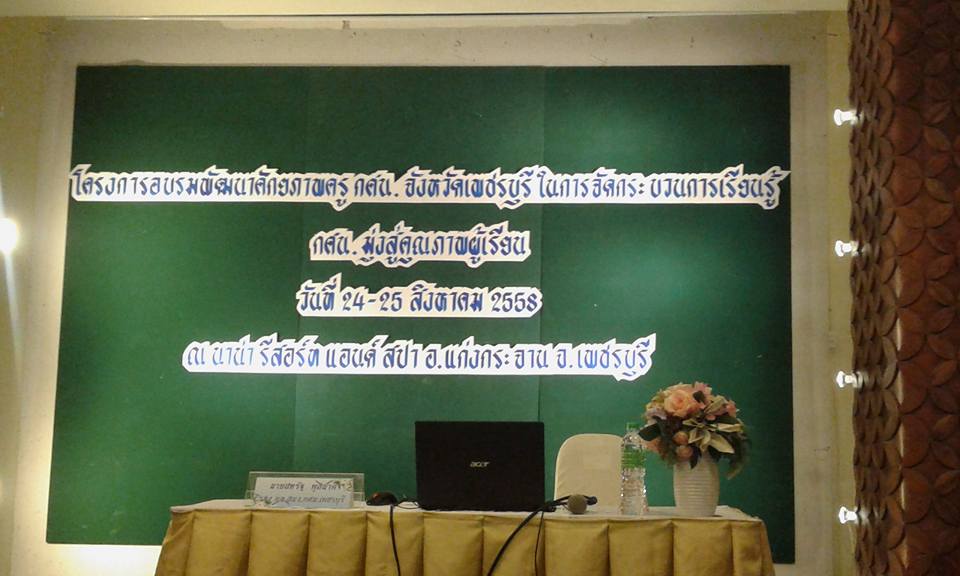 โครงการอบรมพัฒนาศักยภาพครู กศน. จังหวัดเพชรบุรี ในการจัดกระบวนการเรียนรู้
กศน. มุ่งสู่คุณภาพผู้เรียน
วันที่ 24-25 สิงหาคม 2558
ณ นาน่า รีสอร์ท แอนด์ สปา อ.แก่งกระจาน จ.เพชรบุรี
acer